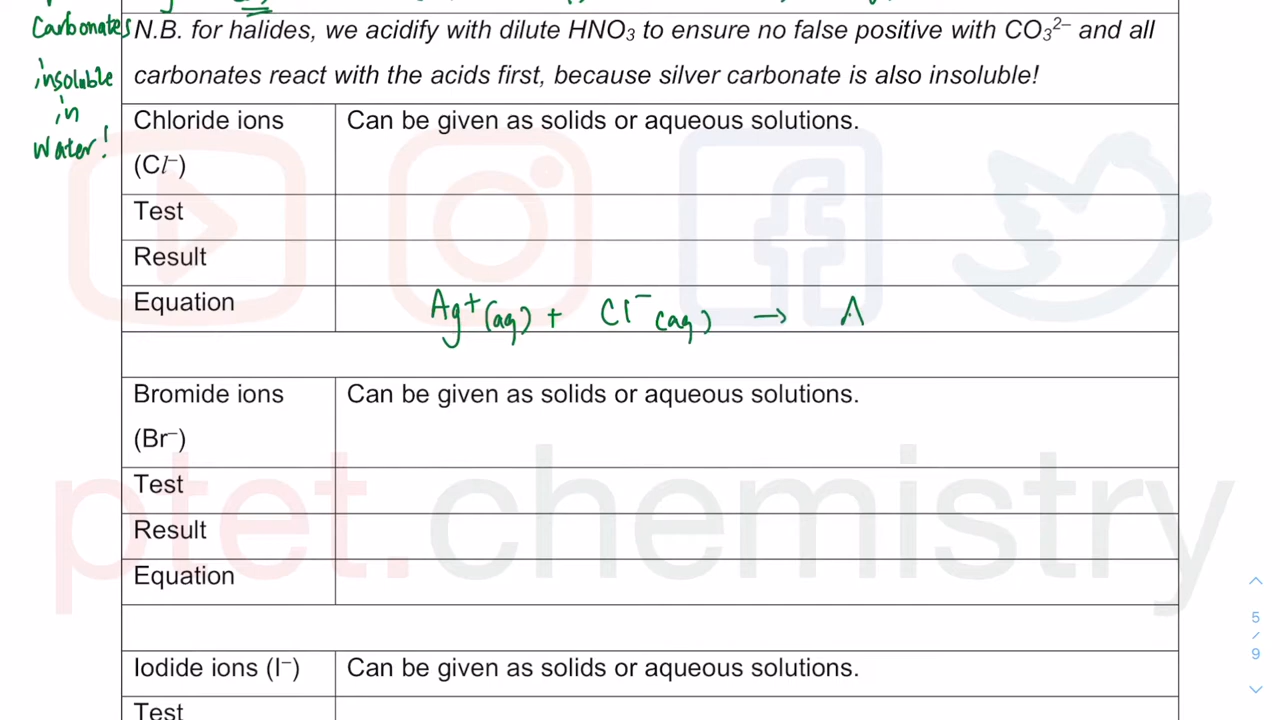 Carbonates
insoluble
in
Water!
N.B. for halides, we acidify with dilute HNO₃ to ensure no false positive with CO₃²⁻ and all
carbonates react with the acids first, because silver carbonate is also insoluble!
Chloride ions
(Cl⁻)
Can be given as solids or aqueous solutions.
Test
Result
Equation
Ag⁺(aq) + Cl⁻(aq) → A
Bromide ions
(Br⁻)
Can be given as solids or aqueous solutions.
Test
Result
Equation
Iodide ions (I⁻)
Can be given as solids or aqueous solutions.
Test
ptet.chemistry
5
/
9